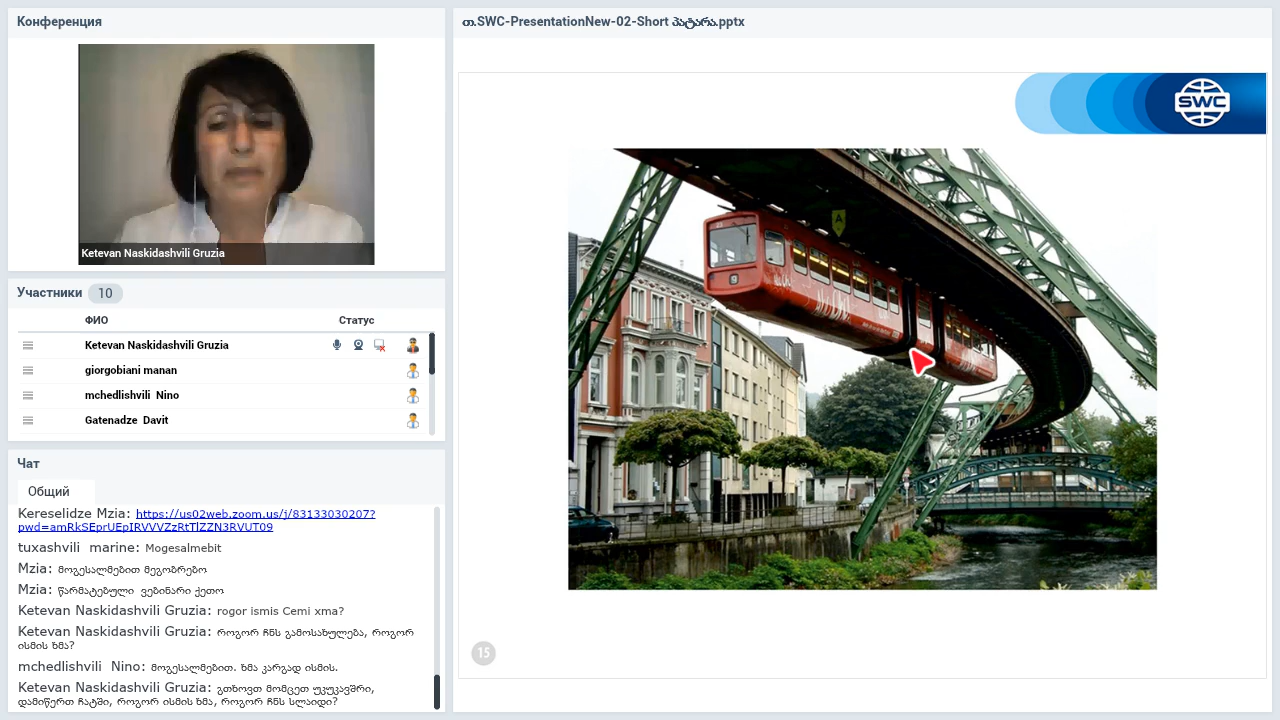 Конференция
Ketevan Naskidashvili Gruzia
Участники 10
ФИО Статус
Ketevan Naskidashvili Gruzia
giorgobiani manan
mchedlishvili Nino
Gatenadze Davit
Чат
Общий
Kereselidze Mzia: https://us02web.zoom.us/j/83133030207?
pwd=amRkSEprUEpIRVVVZzRtTlZZN3RVUT09
tuxashvili marine: Mogesalmebit
Mzia: მოგესალმებით მეგობრებო
Mzia: წარმატებული ვებინარი ქეთო
Ketevan Naskidashvili Gruzia: rogor ismis Cemi xma?
Ketevan Naskidashvili Gruzia: როგორ ჩნს გამოსახულება, როგორ
ისმის ხმა?
mchedlishvili Nino: მოგესალმებით. ხმა კარგად ისმის.
Ketevan Naskidashvili Gruzia: გთხოვთ მომცეთ უკუკავშრი,
დამიწერთ ჩატში, როგორ ისმის ხმა, როგორ ჩნს სლაიდი?
თ.SWC-PresentationNew-02-Short პატარა.pptx
SWC
A
15